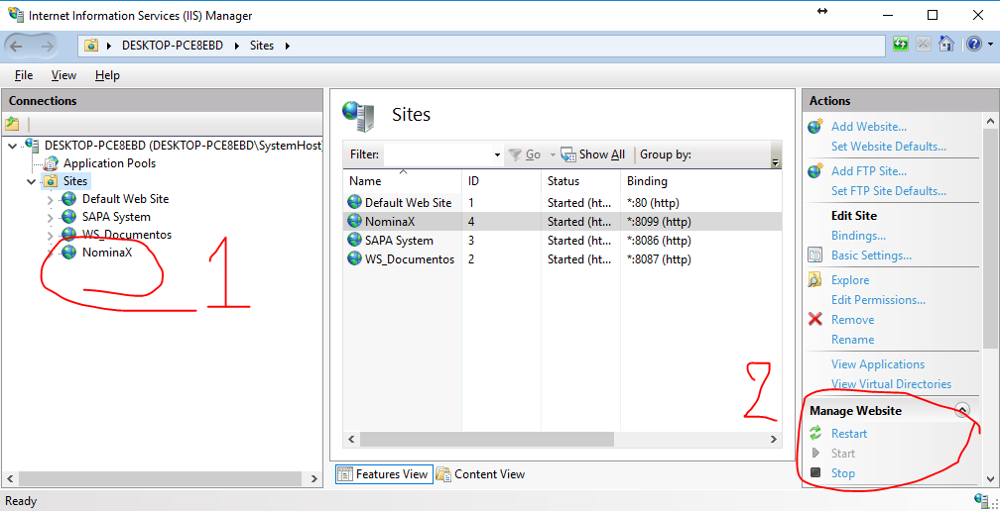 Internet Information Services (IIS) Manager
DESKTOP-PCE8EBD Sites
File View Help
Connections
DESKTOP-PCE8EBD (DESKTOP-PCE8EBD\SystemHost)
Application Pools
Sites
Default Web Site
SAPA System
WS_Documentos
NominaX
1
Sites
Filter: Go Show All Group by:
Name ID Status Binding
Default Web Site 1 Started (ht... *:80 (http)
NominaX 4 Started (ht... *:8099 (http)
SAPA System 3 Started (ht... *:8086 (http)
WS_Documentos 2 Started (ht... *:8087 (http)
2
Features View Content View
Actions
Add Website...
Set Website Defaults...
Add FTP Site...
Set FTP Site Defaults...
Edit Site
Bindings...
Basic Settings...
Explore
Edit Permissions...
Remove
Rename
View Applications
View Virtual Directories
Manage Website
Restart
Start
Stop
Ready